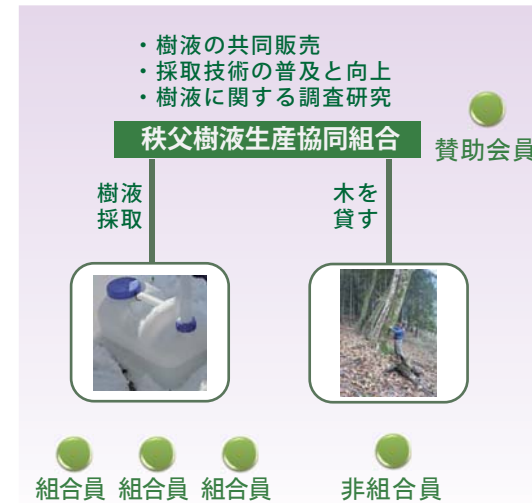 ・樹液の共同販売
・採取技術の普及と向上
・樹液に関する調査研究
秩父樹液生産協同組合
賛助会員
樹液
採取
木を
貸す
組合員 組合員 組合員
非組合員